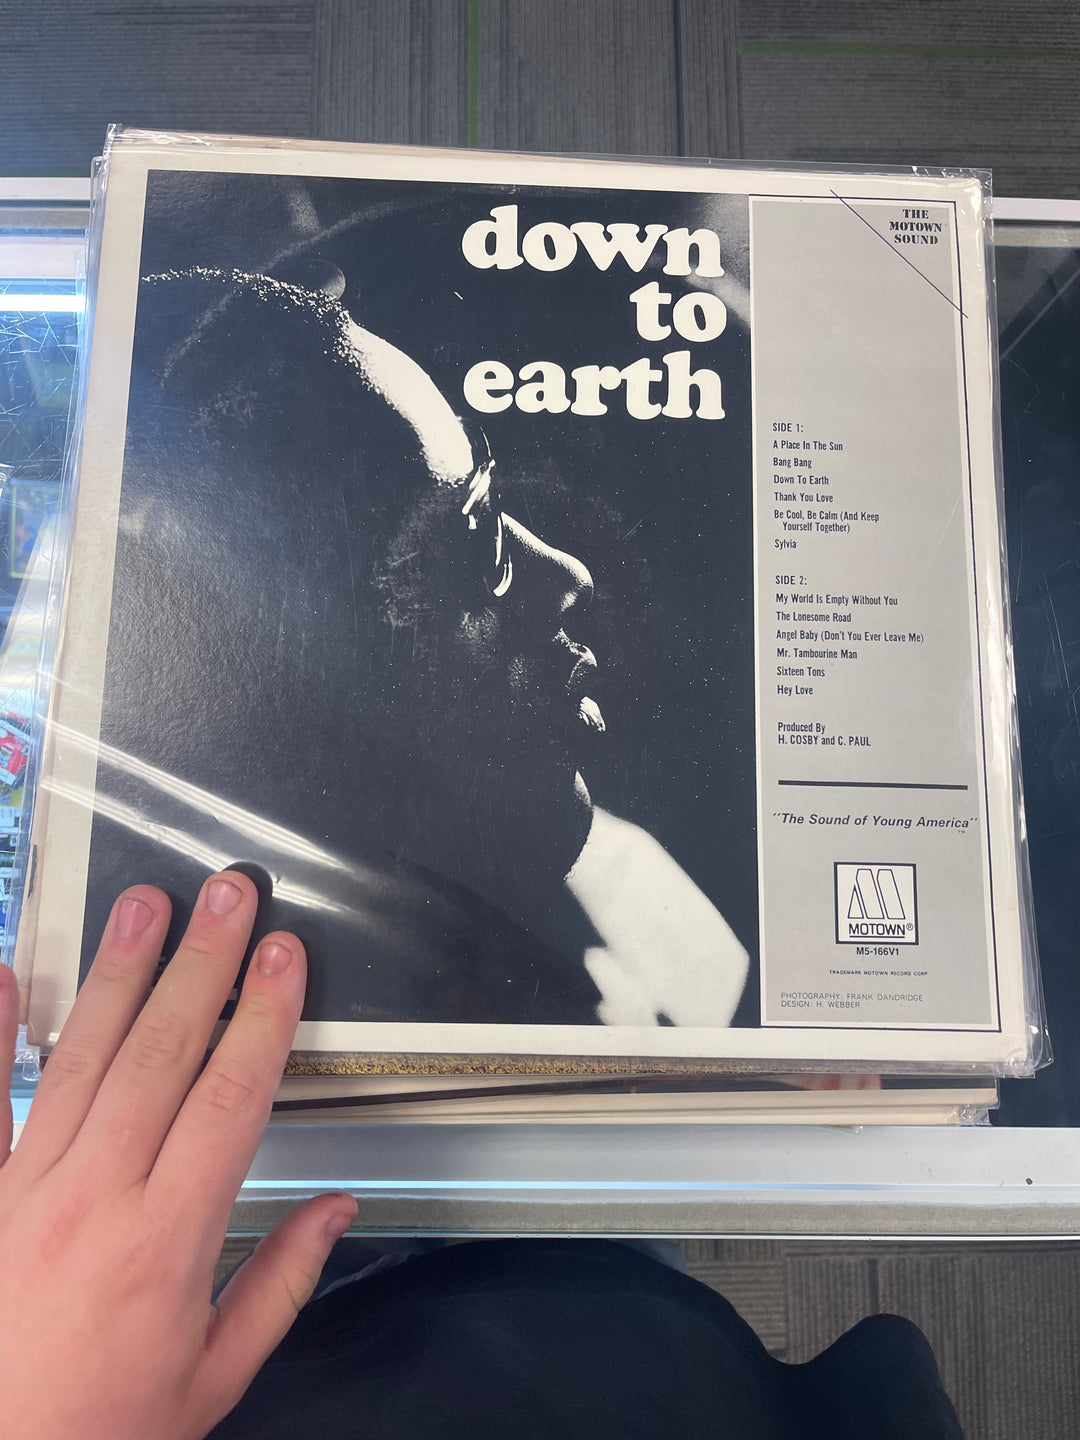 down
to
earth
THE
MOTOWN
SOUND
SIDE 1:
A Place In The Sun
Bang Bang
Down To Earth
Thank You Love
Be Cool, Be Calm (And Keep
Yourself Together)
Sylvia
SIDE 2:
My World Is Empty Without You
The Lonesome Road
Angel Baby (Don't You Ever Leave Me)
Mr. Tambourine Man
Sixteen Tons
Hey Love
Produced By
H. COSBY and C. PAUL
"The Sound of Young America"
TM
MOTOWN®
M5-166V1
TRADEMARK MOTOWN RECORD CORP
PHOTOGRAPHY: FRANK DANDRIDGE
DESIGN: H. WEBBER